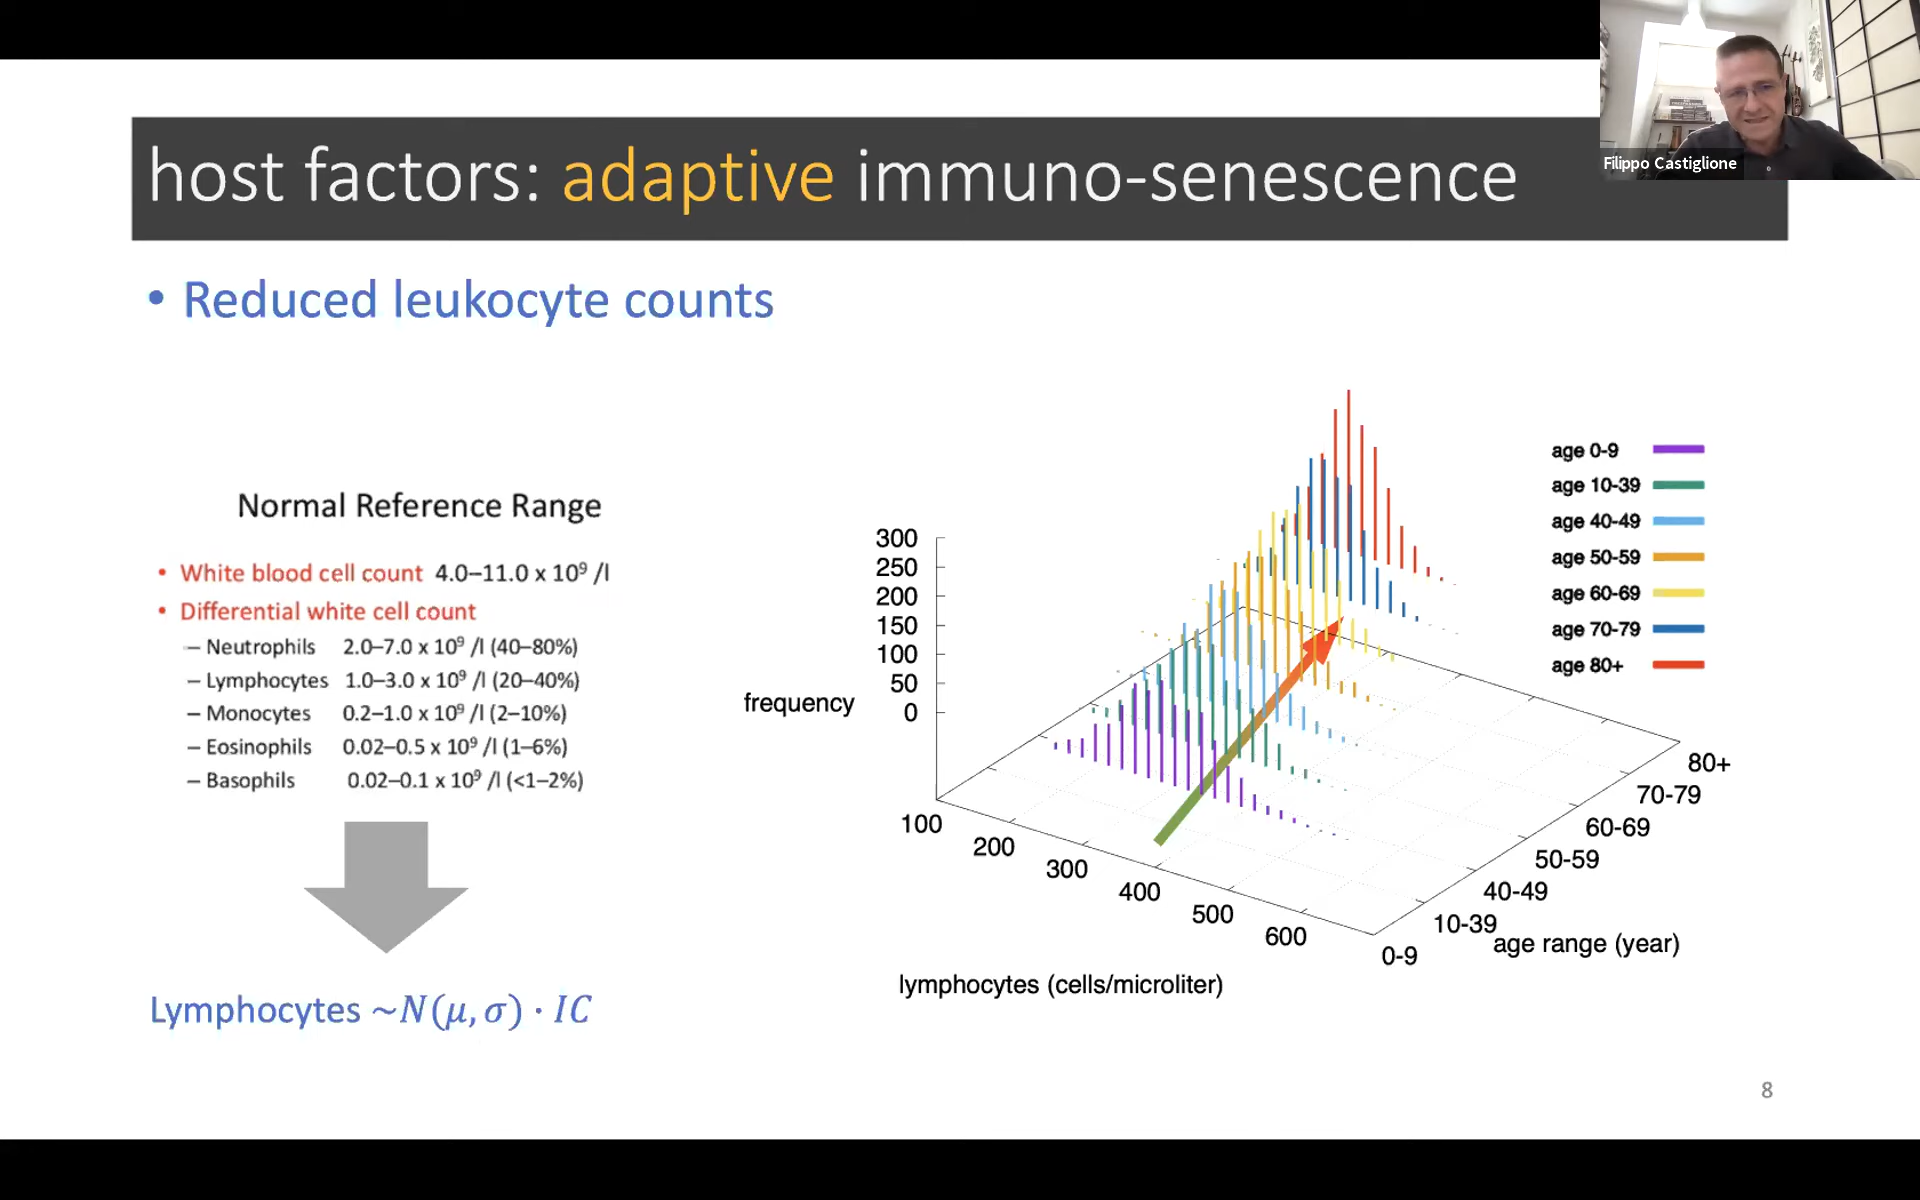 Filippo Castiglione
host factors: adaptive immuno-senescence
• Reduced leukocyte counts
Normal Reference Range
• White blood cell count 4.0–11.0 x 10⁹ /l
• Differential white cell count
– Neutrophils 2.0–7.0 x 10⁹ /l (40–80%)
– Lymphocytes 1.0–3.0 x 10⁹ /l (20–40%)
– Monocytes 0.2–1.0 x 10⁹ /l (2–10%)
– Eosinophils 0.02–0.5 x 10⁹ /l (1–6%)
– Basophils 0.02–0.1 x 10⁹ /l (<1–2%)
Lymphocytes ~N(μ, σ) · IC
frequency
300
250
200
150
100
50
0
100
200
300
400
500
600
lymphocytes (cells/microliter)
0-9
10-39
40-49
50-59
60-69
70-79
80+
age range (year)
age 0-9
age 10-39
age 40-49
age 50-59
age 60-69
age 70-79
age 80+
8